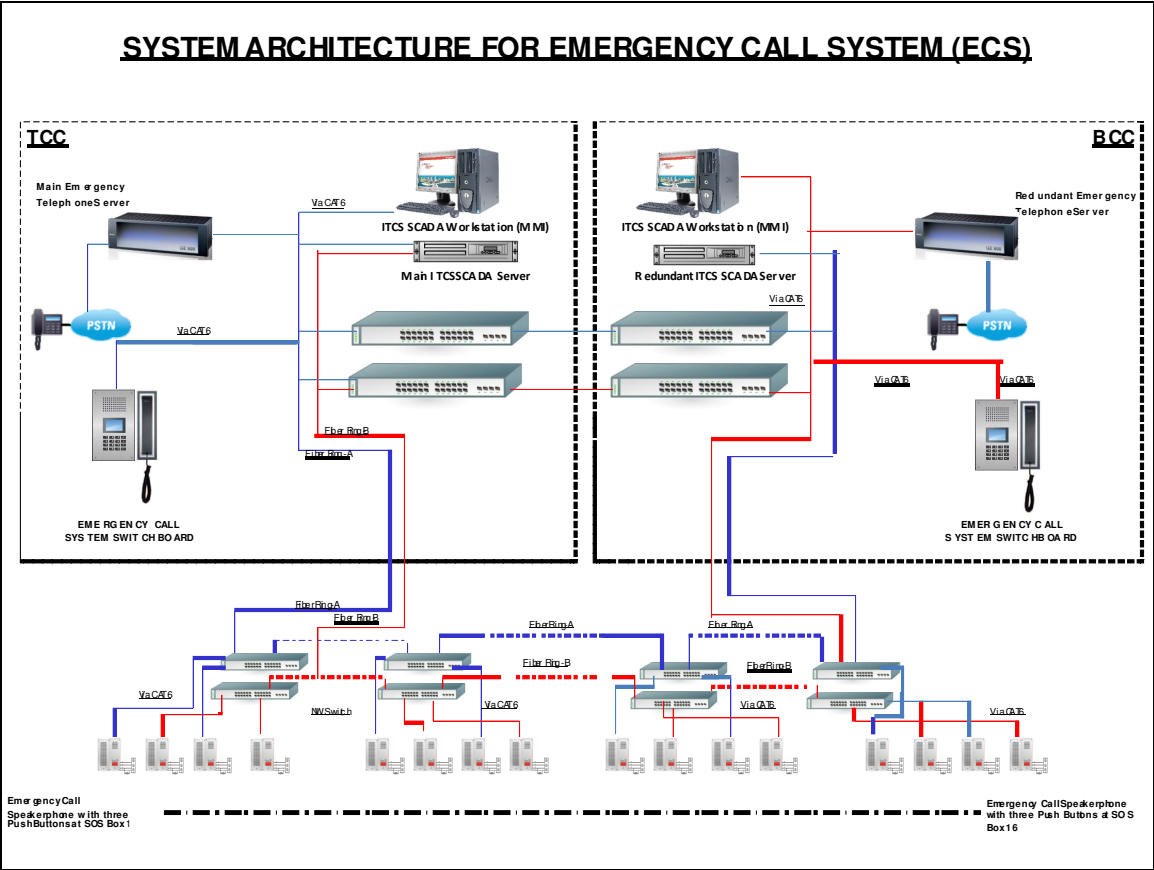 SYSTEM ARCHITECTURE FOR EMERGENCY CALL SYSTEM (ECS)
TCC
BCC
Main Emergency
Telephone Server
Via CAT6
ITCS SCADA Workstation (MMI)
Main ITCS SCADA Server
PSTN
Via CAT6
ITCS SCADA Workstation (MMI)
Redundant ITCS SCADA Server
Via CAT6
Redundant Emergency
Telephone Server
PSTN
Via CAT6
Via CAT6
Fiber Ring-B
Fiber Ring-A
EMERGENCY CALL
SYSTEM SWITCHBOARD
EMERGENCY CALL
SYSTEM SWITCHBOARD
Fiber Ring-A
Fiber Ring-B
Fiber Ring-A
Fiber Ring-A
Fiber Ring-B
Fiber Ring-B
Via CAT6
NW Switch
Via CAT6
Via CAT6
Via CAT6
Emergency Call
Speakerphone with three
Push Buttons at SOS Box 1
Emergency Call Speakerphone
with three Push Buttons at SOS
Box 16